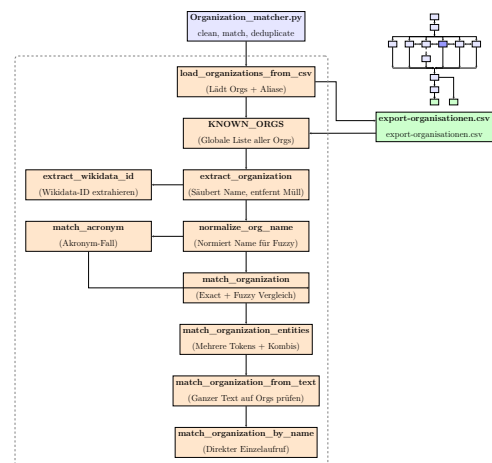 Organization_matcher.py
clean, match, deduplicate
load_organizations_from_csv
(Lädt Orgs + Aliase)
export-organisationen.csv
export-organisationen.csv
KNOWN_ORGS
(Globale Liste aller Orgs)
extract_wikidata_id
(Wikidata-ID extrahieren)
extract_organization
(Säubert Name, entfernt Müll)
match_acronym
(Akronym-Fall)
normalize_org_name
(Normiert Name für Fuzzy)
match_organization
(Exact + Fuzzy Vergleich)
match_organization_entities
(Mehrere Tokens + Kombis)
match_organization_from_text
(Ganzer Text auf Orgs prüfen)
match_organization_by_name
(Direkter Einzelaufruf)